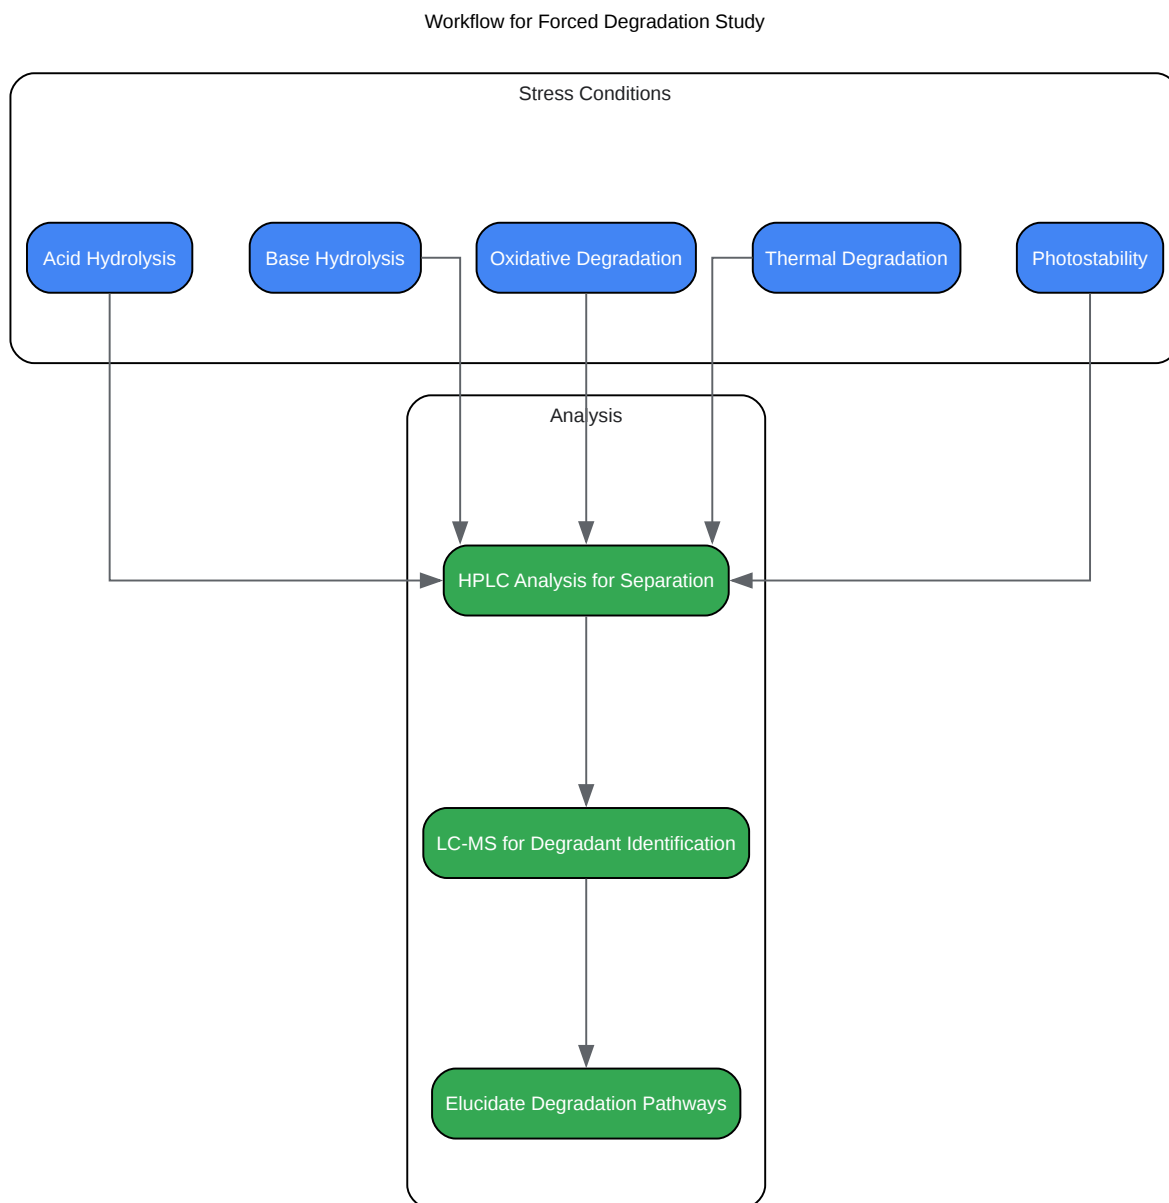 Workflow for Forced Degradation Study
Stress Conditions
Acid Hydrolysis
Base Hydrolysis
Oxidative Degradation
Thermal Degradation
Photostability
Analysis
HPLC Analysis for Separation
LC-MS for Degradant Identification
Elucidate Degradation Pathways